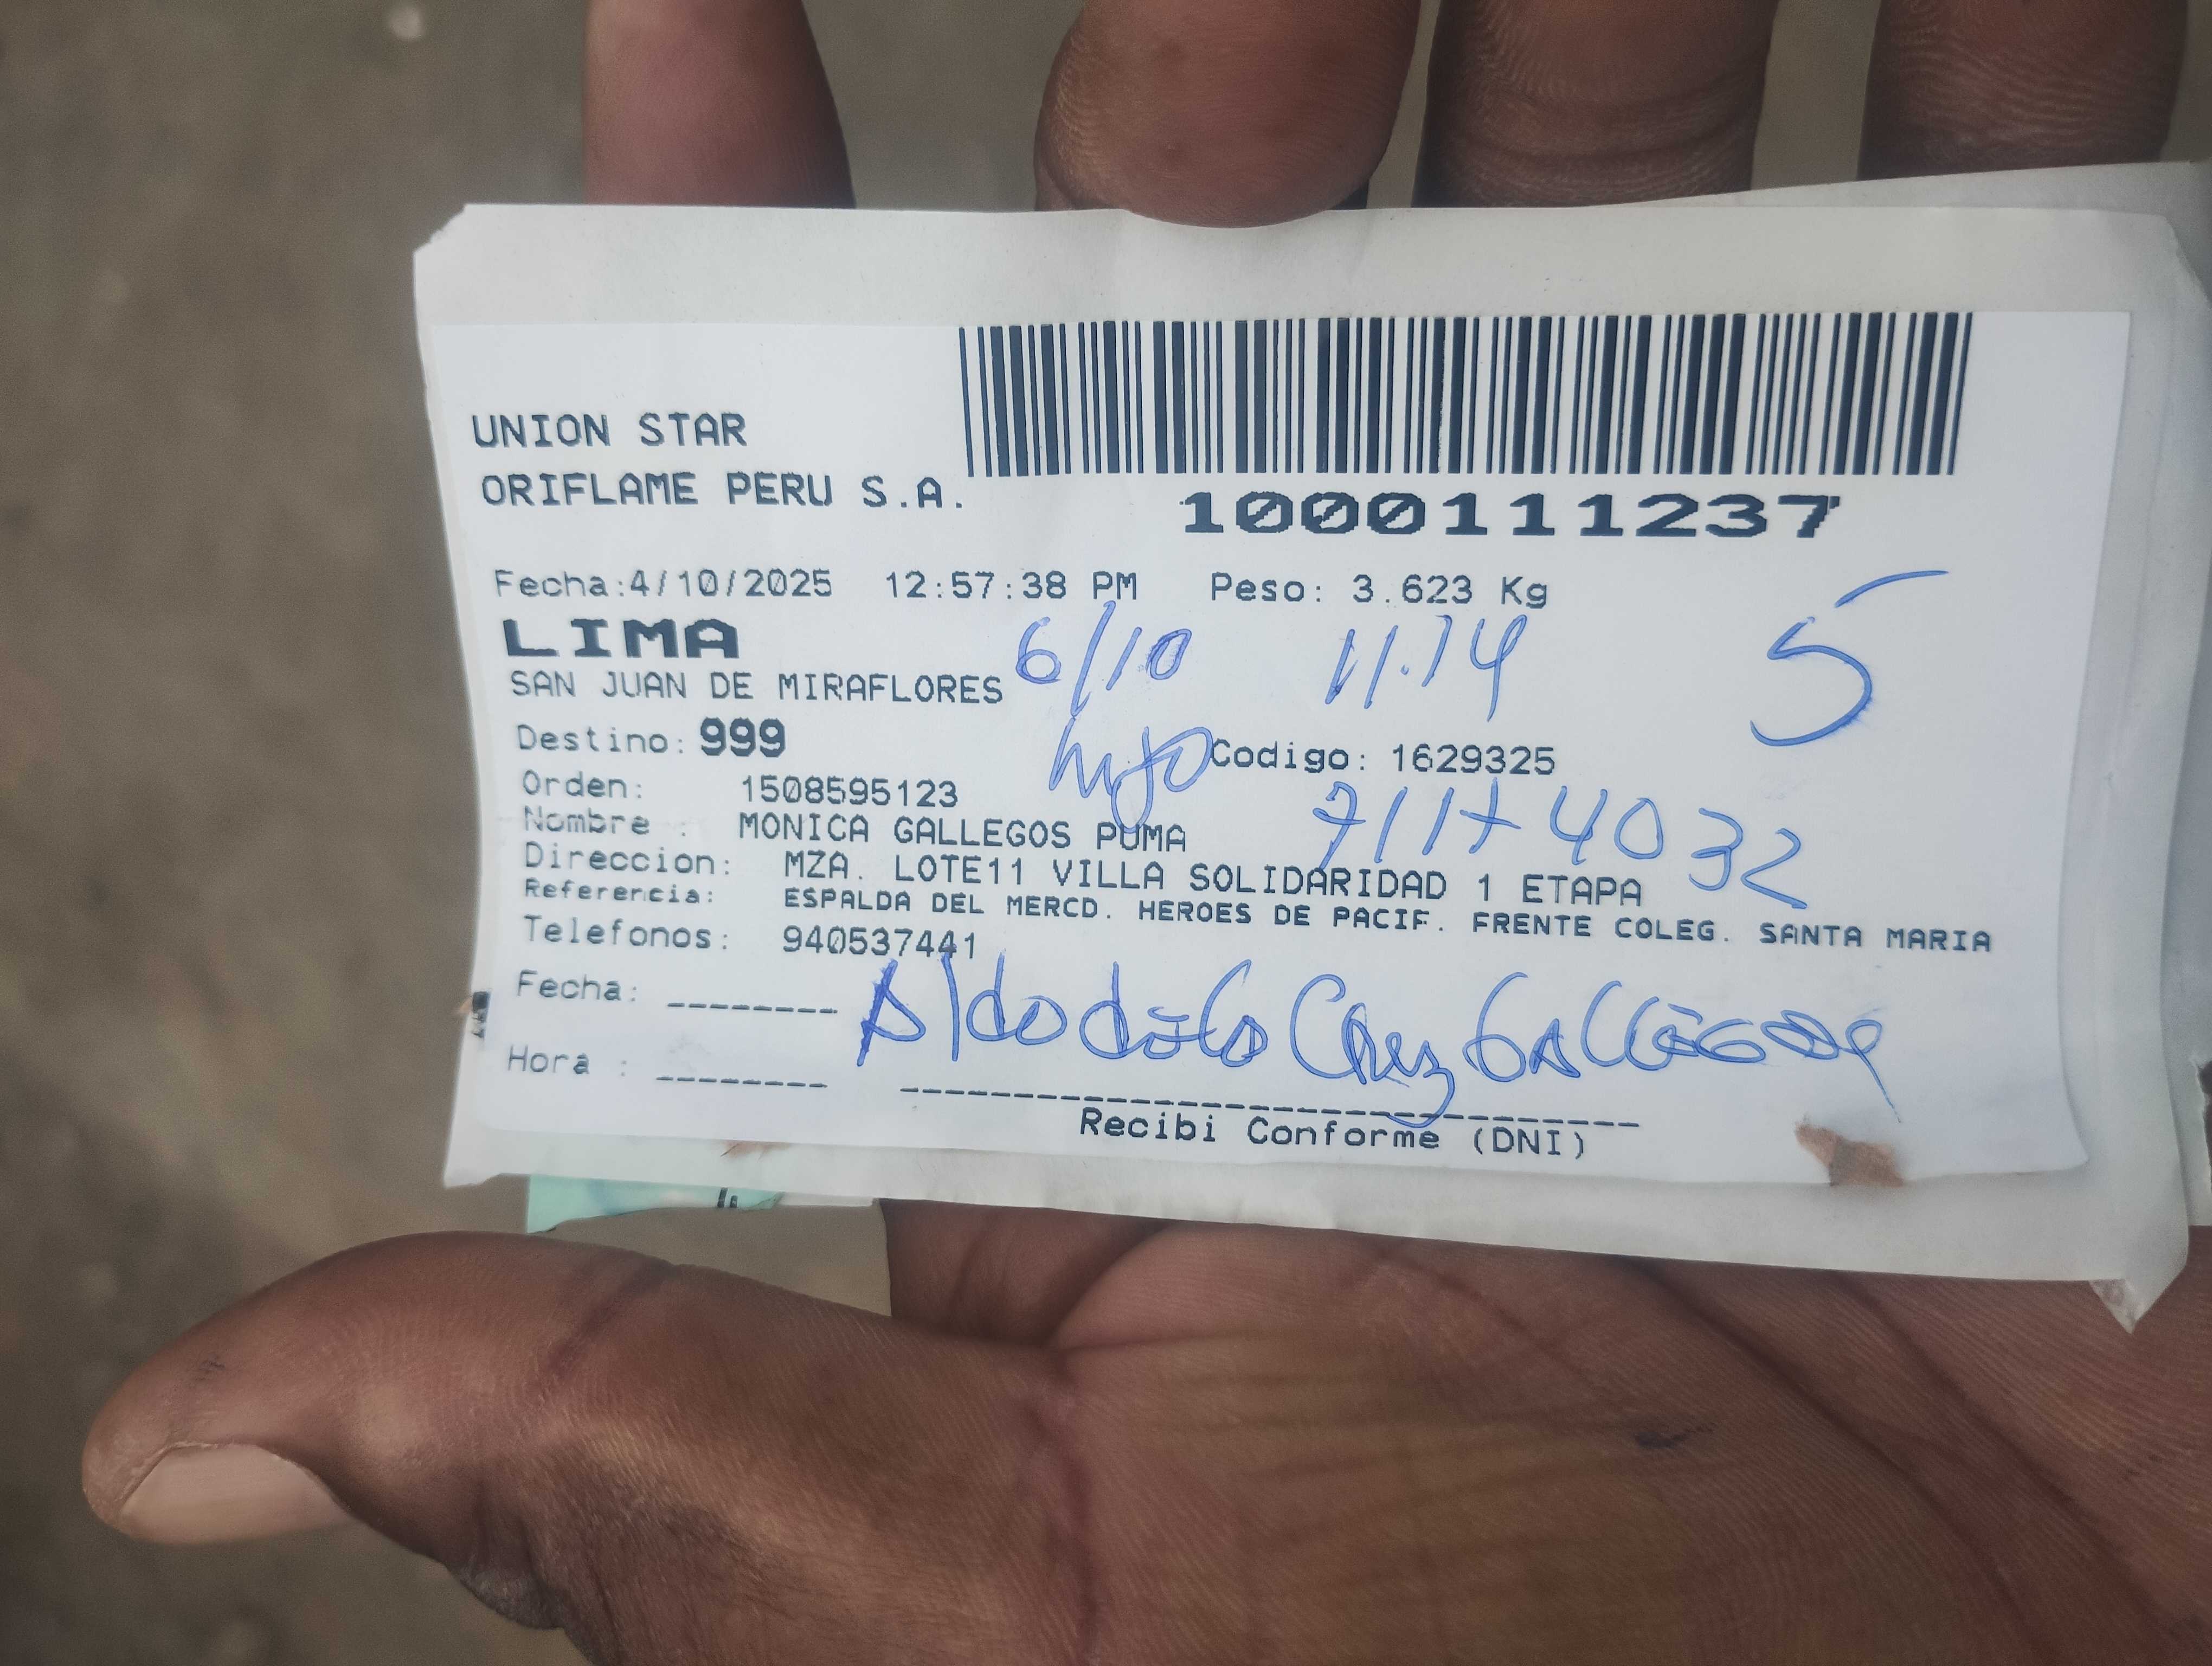 UNION STAR
ORIFLAME PERU S.A.
1000111237
Fecha:4/10/2025 12:57:38 PM Peso: 3.623 Kg
LIMA 6/10 11.14 5
SAN JUAN DE MIRAFLORES
Destino: 999 hijo Codigo: 1629325
Orden: 1508595123
Nombre : MONICA GALLEGOS PUMA
Direccion: MZA. LOTE11 VILLA SOLIDARIDAD 1 ETAPA
Referencia: ESPALDA DEL MERCD. HEROES DE PACIF. FRENTE COLEG. SANTA MARIA
Telefonos: 940537441
Fecha: --------- Aldo Cruz
Hora : ---------
Recibi Conforme (DNI)